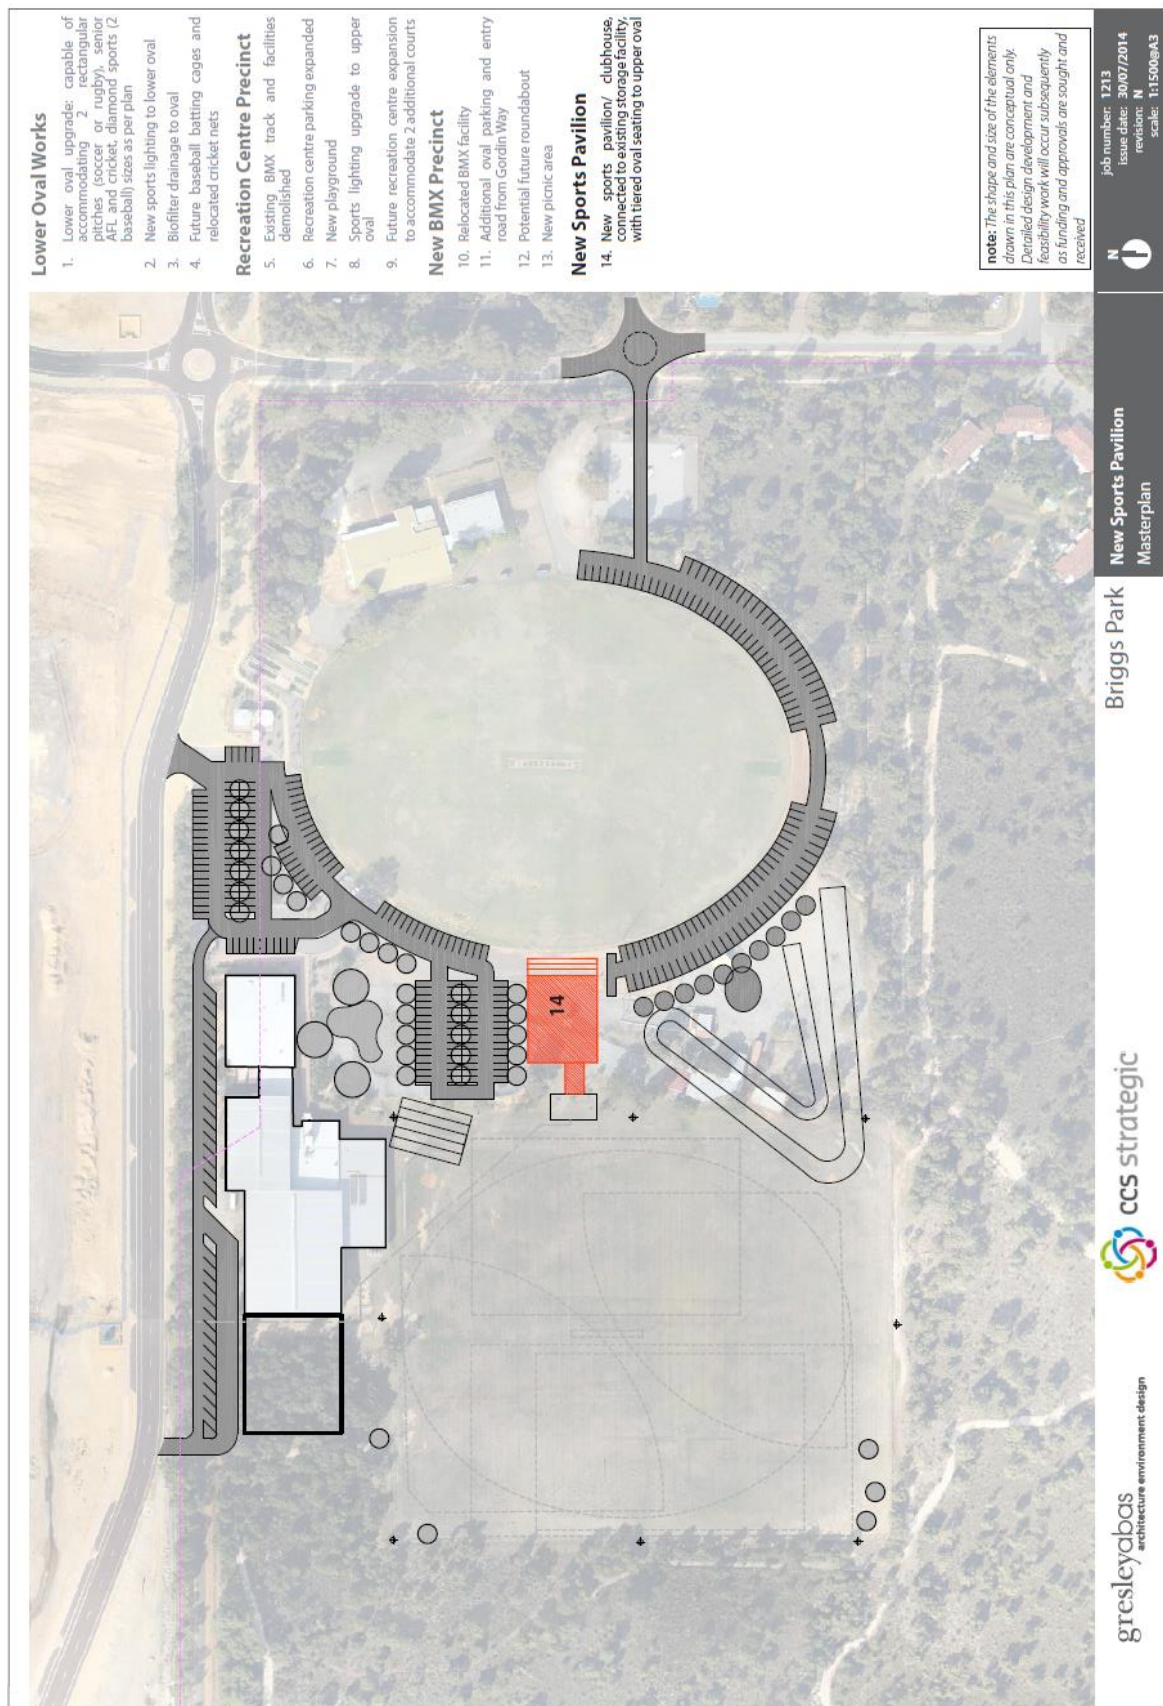 Lower Oval Works
1. Lower oval upgrade: capable of
accommodating 2 rectangular
pitches (soccer or rugby), senior
AFL and cricket, diamond sports (2
baseball) sizes as per plan
2. New sports lighting to lower oval
3. Biofilter drainage to oval
4. Future baseball batting cages and
relocated cricket nets
Recreation Centre Precinct
5. Existing BMX track and facilities
demolished
6. Recreation centre parking expanded
7. New playground
8. Sports lighting upgrade to upper
oval
9. Future recreation centre expansion
to accommodate 2 additional courts
New BMX Precinct
10. Relocated BMX facility
11. Additional oval parking and entry
road from Gordin Way
12. Potential future roundabout
13. New picnic area
New Sports Pavilion
14. New sports pavilion/ clubhouse,
connected to existing storage facility,
with tiered oval seating to upper oval
note: The shape and size of the elements
drawn in this plan are conceptual only.
Detailed design development and
feasibility work will occur subsequently
as funding and approvals are sought and
received
14
gresleyabas
architecture environment design
ccs strategic
Briggs Park
New Sports Pavilion
Masterplan
N
job number: 1213
issue date: 30/07/2014
revision: N
scale: 1:1500@A3